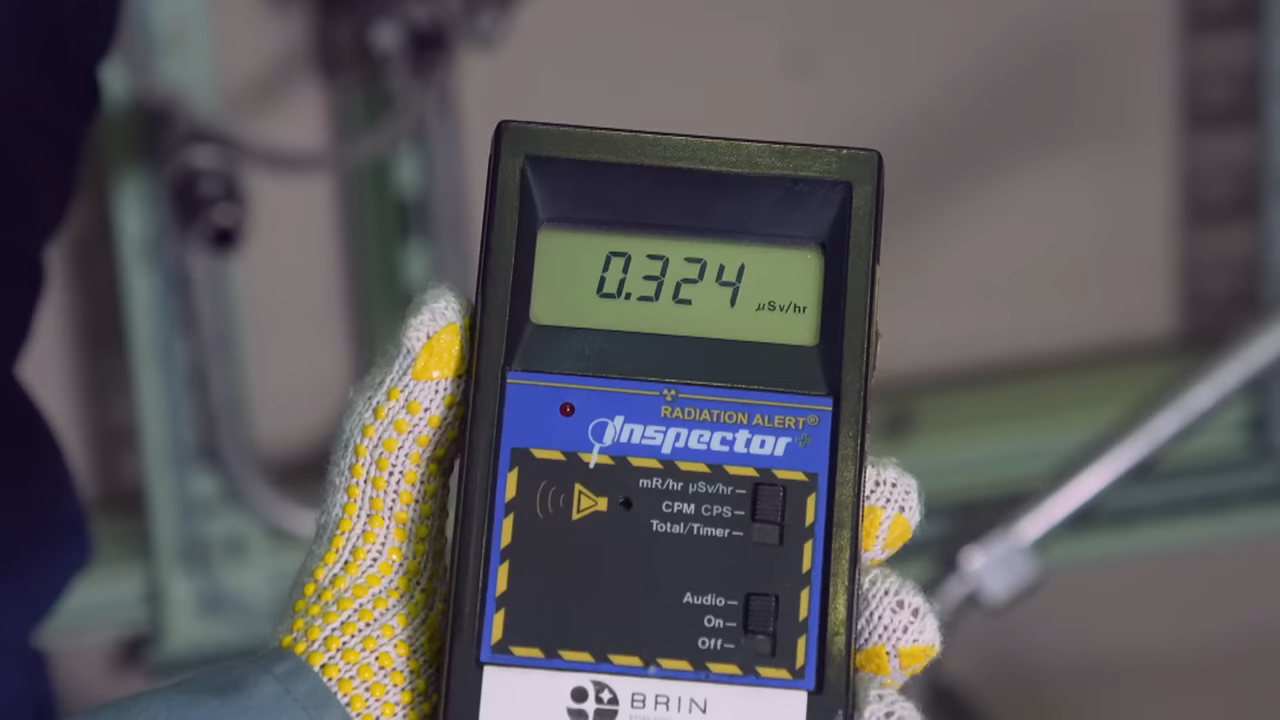 0.324 µSv/hr
RADIATION ALERT®
Inspector+
mR/hr µSv/hr
CPM CPS
Total/Timer
Audio
On
Off
BRIN